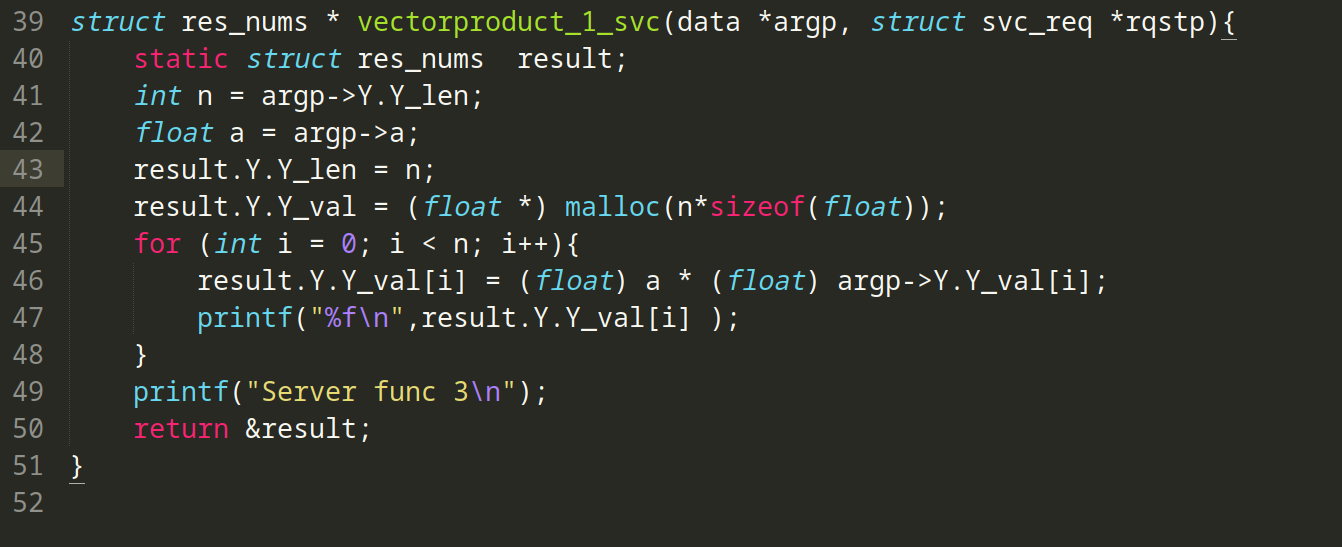 39 struct res_nums * vectorproduct_1_svc(data *argp, struct svc_req *rqstp){
40     static struct res_nums  result;
41     int n = argp->Y.Y_len;
42     float a = argp->a;
43     result.Y.Y_len = n;
44     result.Y.Y_val = (float *) malloc(n*sizeof(float));
45     for (int i = 0; i < n; i++){
46         result.Y.Y_val[i] = (float) a * (float) argp->Y.Y_val[i];
47         printf("%f\n",result.Y.Y_val[i] );
48     }
49     printf("Server func 3\n");
50     return &result;
51 }
52